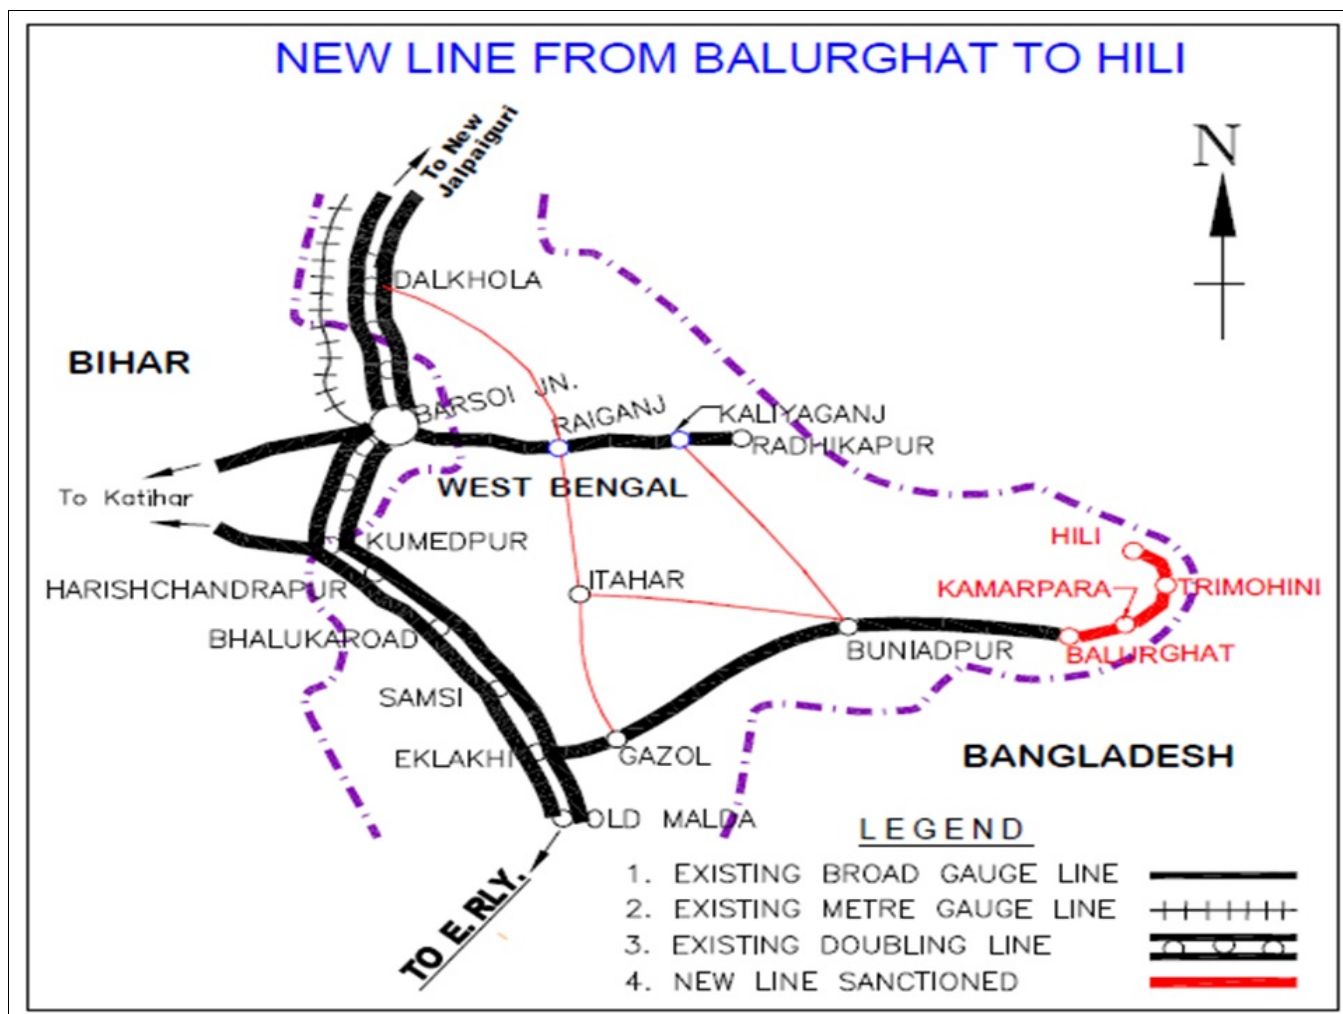 NEW LINE FROM BALURGHAT TO HILI
N
To New
Jalpaiguri
DALKHOLA
BIHAR
BARSOI JN.
RAIGANJ
KALIYAGANJ
RADHIKAPUR
To Katihar
WEST BENGAL
KUMEDPUR
HILI
HARISHCHANDRAPUR
ITAHAR
KAMARPARA
TRIMOHINI
BHALUKAROAD
BUNIADPUR
BALURGHAT
SAMSI
EKLAKHI
GAZOL
BANGLADESH
OLD MALDA
TO E. RLY.
LEGEND
1. EXISTING BROAD GAUGE LINE
2. EXISTING METRE GAUGE LINE
3. EXISTING DOUBLING LINE
4. NEW LINE SANCTIONED